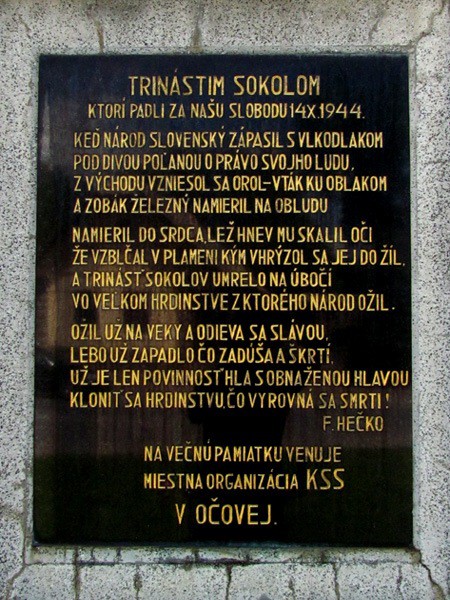 TRINÁSTIM SOKOLOM
KTORÍ PADLI ZA NAŠU SLOBODU 14.X.1944.
KEĎ NÁROD SLOVENSKÝ ZÁPASIL S VLKODLAKOM
POD DIVOU POĽANOU O PRÁVO SVOJHO ĽUDU,
Z VÝCHODU VZNIESOL SA OROL-VTÁK KU OBLAKOM
A ZOBÁK ŽELEZNÝ NAMIERIL NA OBLUDU
NAMIERIL DO SRDCA, LEŽ HNEV MU SKALIL OČI
ŽE VZBĹČAL V PLAMENI KÝM VHRÝZOL SA JEJ DO ŽÍL,
A TRINÁSŤ SOKOLOV UMRELO NA ÚBOČÍ
VO VEĽKOM HRDINSTVE Z KTORÉHO NÁROD OŽIL.
OŽIL UŽ NA VEKY A ODIEVA SA SLÁVOU,
LEBO UŽ ZAPADLO ČO ZADÚŠA A ŠKRTÍ,
UŽ JE LEN POVINNOSŤ HĽA S OBNAŽENOU HLAVOU
KLONIŤ SA HRDINSTVU, ČO VYROVNÁ SA SMRTI!
F. HEČKO
NA VEČNÚ PAMIATKU VENUJE
MIESTNA ORGANIZÁCIA KSS
V OČOVEJ.